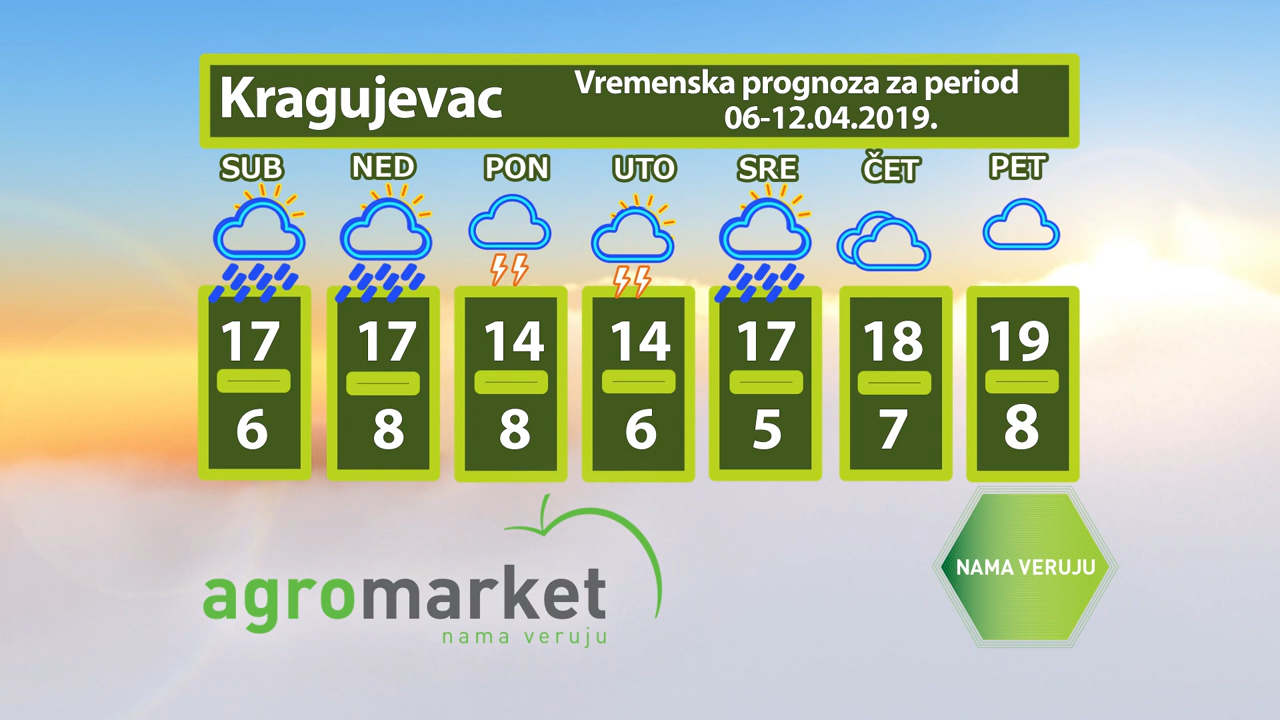 Kragujevac
Vremenska prognoza za period
06-12.04.2019.
SUB NED PON UTO SRE ČET PET
17 17 14 14 17 18 19
6 8 8 6 5 7 8
agromarket
nama veruju
NAMA VERUJU